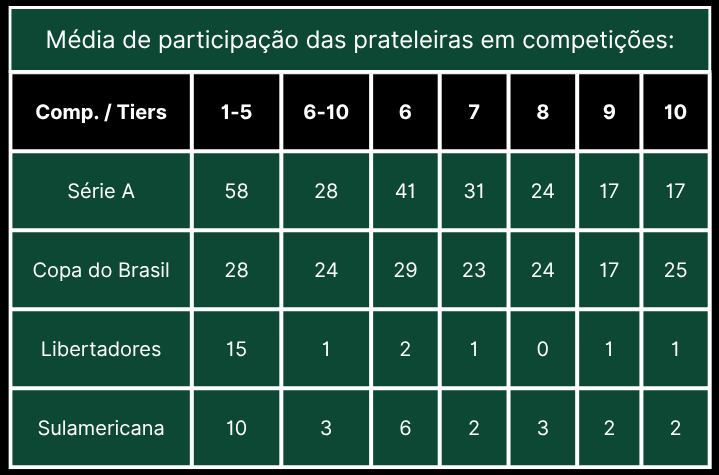 Média de participação das prateleiras em competições:
Comp. / Tiers 1-5 6-10 6 7 8 9 10
Série A 58 28 41 31 24 17 17
Copa do Brasil 28 24 29 23 24 17 25
Libertadores 15 1 2 1 0 1 1
Sulamericana 10 3 6 2 3 2 2